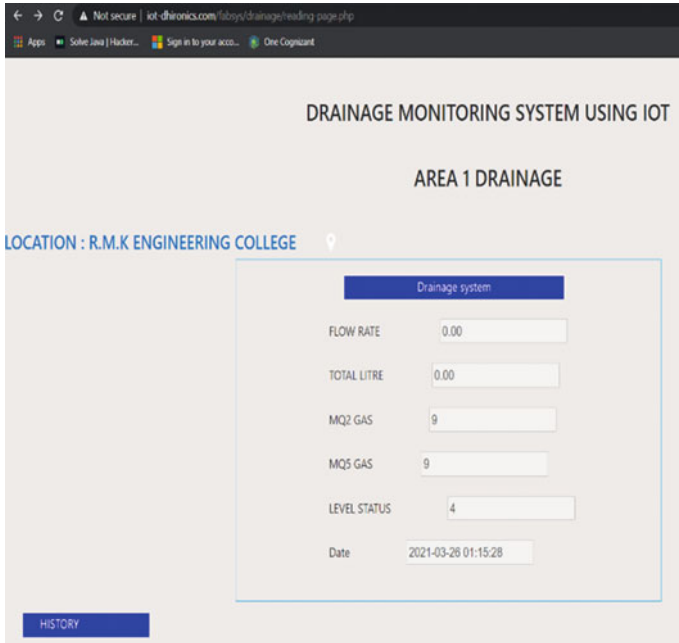 Not secure | iot-dhironics.com/fabsys/drainage/reading-page.php
Apps Solve Java | Hacker... Sign in to your acco... One Cognizant
DRAINAGE MONITORING SYSTEM USING IOT
AREA 1 DRAINAGE
LOCATION : R.M.K ENGINEERING COLLEGE
Drainage system
FLOW RATE 0.00
TOTAL LITRE 0.00
MQ2 GAS 9
MQ5 GAS 9
LEVEL STATUS 4
Date 2021-03-26 01:15:28
HISTORY